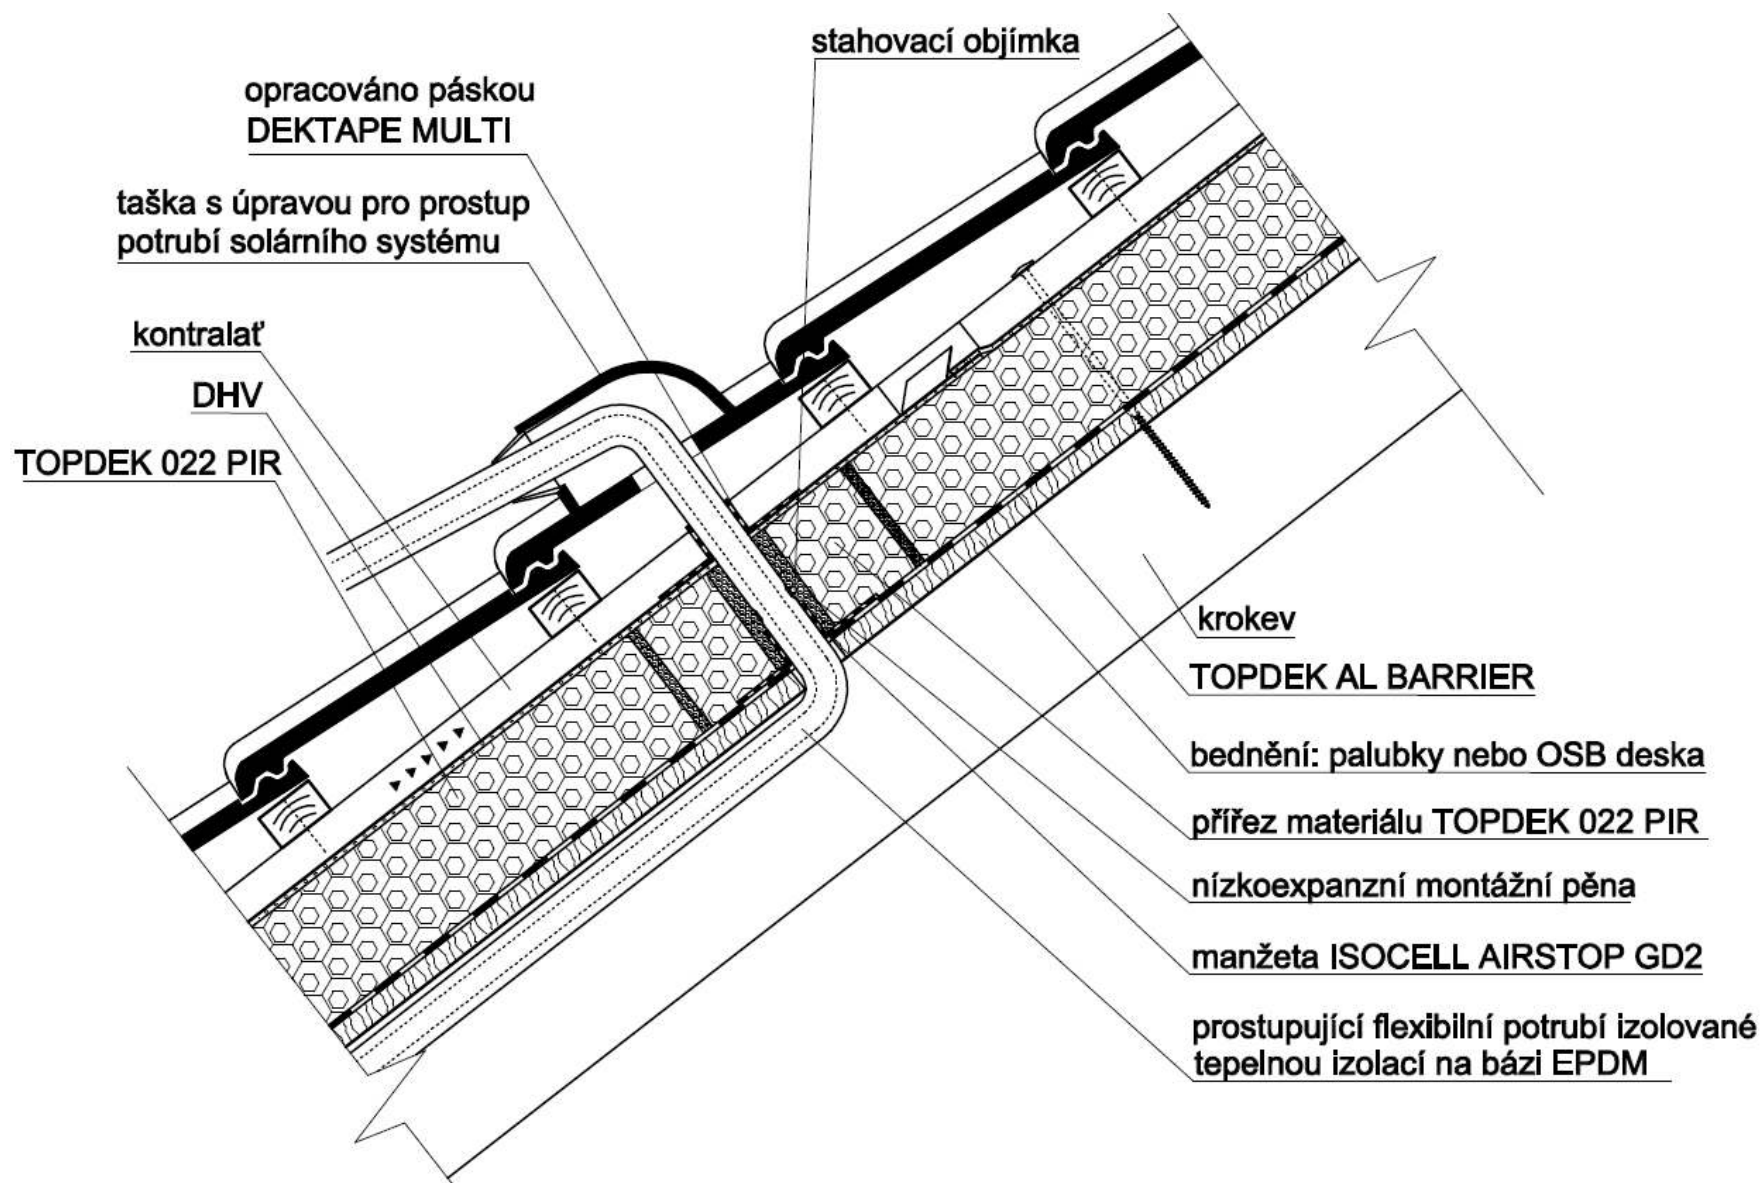 stahovací objímka
opracováno páskou
DEKTAPE MULTI
taška s úpravou pro prostup
potrubí solárního systému
kontralať
DHV
TOPDEK 022 PIR
krokev
TOPDEK AL BARRIER
bednění: palubky nebo OSB deska
přířez materiálu TOPDEK 022 PIR
nízkoexpanzní montážní pěna
manžeta ISOCELL AIRSTOP GD2
prostupující flexibilní potrubí izolované
tepelnou izolací na bázi EPDM